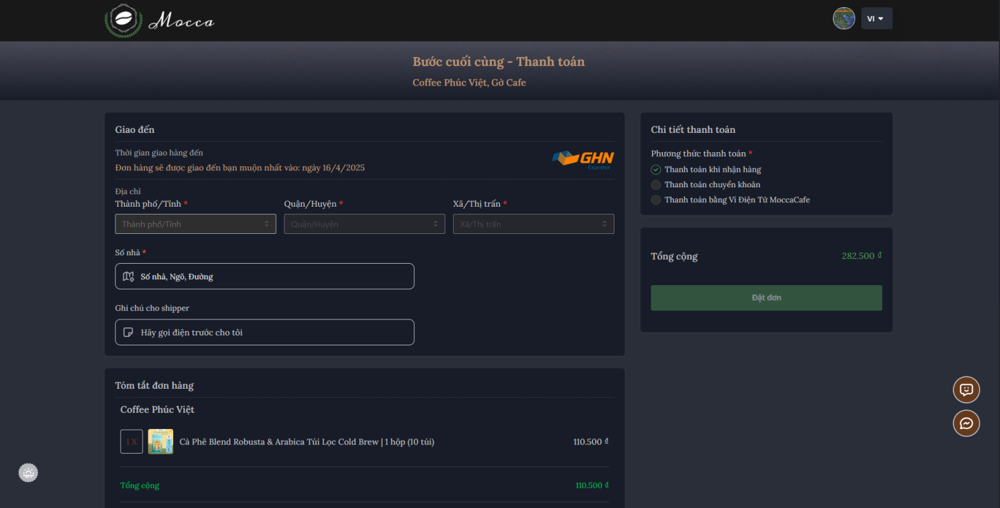 Mocca
VI
Bước cuối cùng - Thanh toán
Coffee Phúc Việt, Gờ Cafe
Giao đến
Thời gian giao hàng đến
Đơn hàng sẽ được giao đến bạn muộn nhất vào: ngày 16/4/2025
GHN
Express
Địa chỉ
Thành phố/Tỉnh *
Quận/Huyện *
Xã/Thị trấn *
Thành phố/Tỉnh
Quận/Huyện
Xã/Thị trấn
Số nhà *
Số nhà, Ngõ, Đường
Ghi chú cho shipper
Hãy gọi điện trước cho tôi
Chi tiết thanh toán
Phương thức thanh toán *
Thanh toán khi nhận hàng
Thanh toán chuyển khoản
Thanh toán bằng Ví Điện Tử MoccaCafe
Tổng cộng
282.500 ₫
Đặt đơn
Tóm tắt đơn hàng
Coffee Phúc Việt
1 X
Cà Phê Blend Robusta & Arabica Túi Lọc Cold Brew | 1 hộp (10 túi)
110.500 ₫
Tổng cộng
110.500 ₫